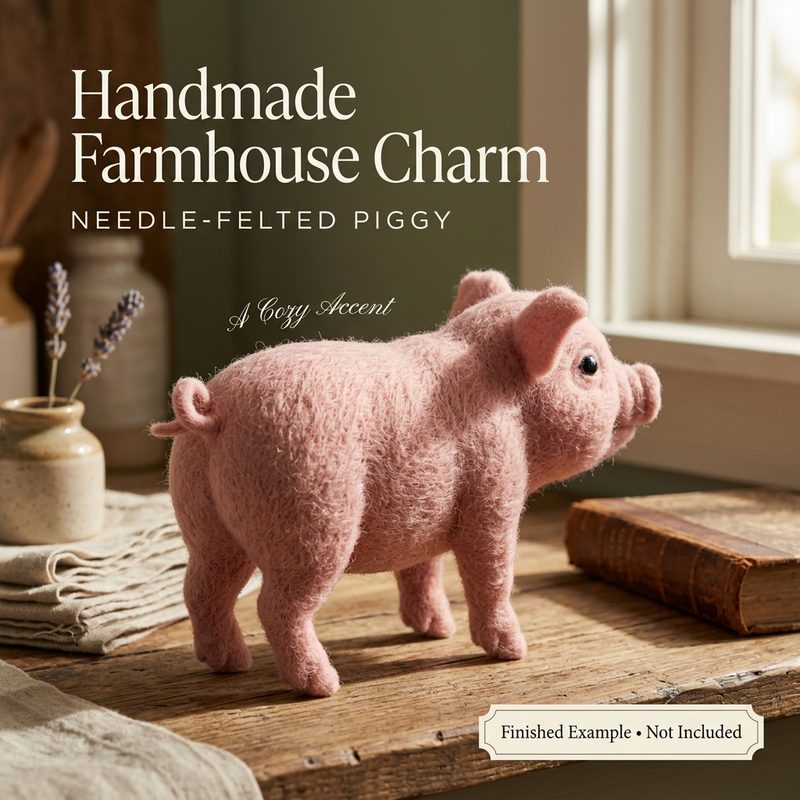 Handmade
Farmhouse Charm
NEEDLE-FELTED PIGGY
A Cozy Accent
Finished Example • Not Included